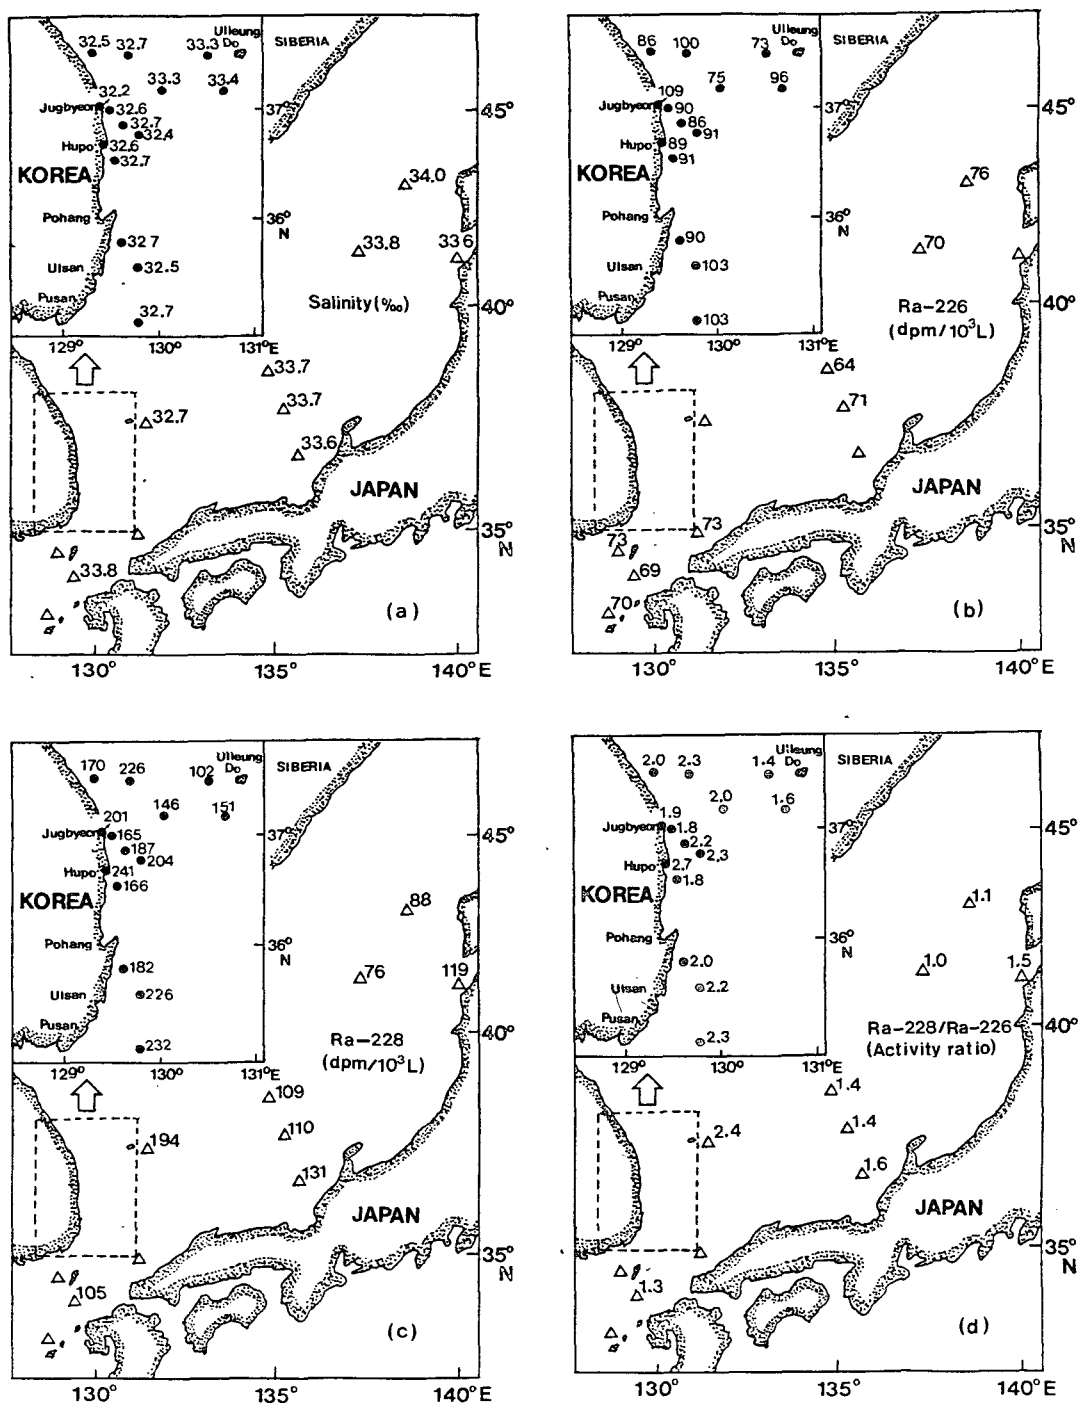 Ulleung
Do
SIBERIA
32.5 32.7 33.3
33.3 33.4
32.2
Jugbyeon 32.6
32.7
32.4
Hupo 32.6
32.7
KOREA
37°
45°
34.0
Pohang
36°
N
32.7
33.8
33.6
Ulsan 32.5
Pusan
Salinity(‰)
32.7
40°
129° 130° 131°E
33.7
33.7
32.7
33.6
JAPAN
35°
N
33.8
(a)
130° 135° 140°E
Ulleung
Do
SIBERIA
86 100 73
75 96
109
Jugbyeon 90
86
91
Hupo 89
91
KOREA
37°
45°
76
Pohang
36°
N
90
70
Ulsan 103
Pusan
Ra-226
(dpm/10³L)
103
40°
129° 130° 131°E
64
71
JAPAN
73
35°
N
73
69
70
(b)
130° 135° 140°E
Ulleung
Do
SIBERIA
170 226 102
146 151
201
Jugbyeon 165
187
204
Hupo 241
166
KOREA
37°
45°
88
Pohang
36°
N
182
76
119
Ulsan 226
Pusan
Ra-228
(dpm/10³L)
232
40°
129° 130° 131°E
109
110
194
131
JAPAN
35°
N
105
(c)
130° 135° 140°E
Ulleung
Do
SIBERIA
2.0 2.3 1.4
2.0 1.6
1.9
Jugbyeon 1.8
2.2
2.3
Hupo 2.7
1.8
KOREA
37°
45°
1.1
Pohang
36°
N
2.0
1.0
1.5
Ulsan 2.2
Pusan
Ra-228/Ra-226
(Activity ratio)
2.3
40°
129° 130° 131°E
1.4
1.4
2.4
1.6
JAPAN
35°
N
1.3
(d)
130° 135° 140°E